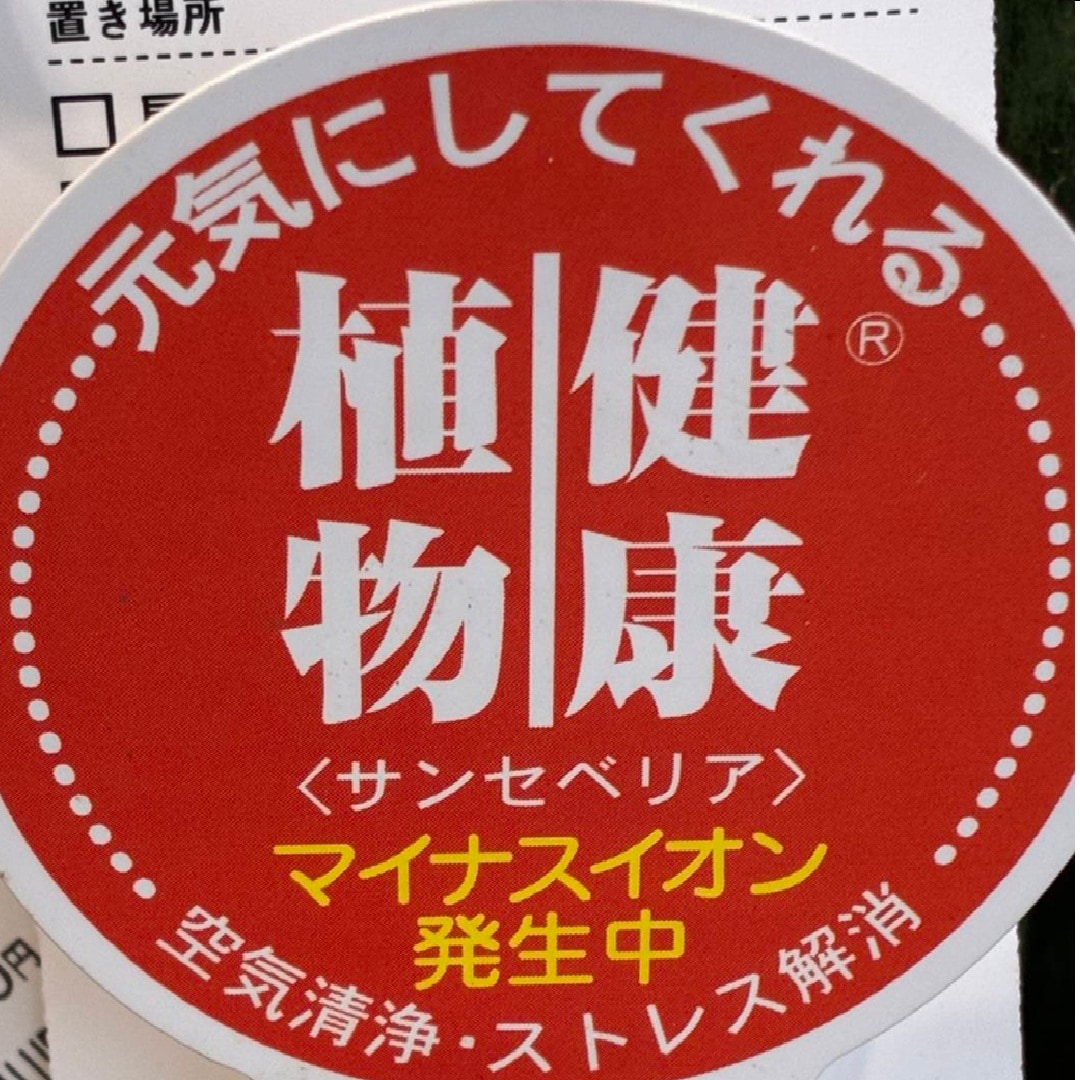 置き場所
元気にしてくれる
健康
植物
®
〈サンセベリア〉
マイナスイオン
発生中
空気清浄・ストレス解消
円